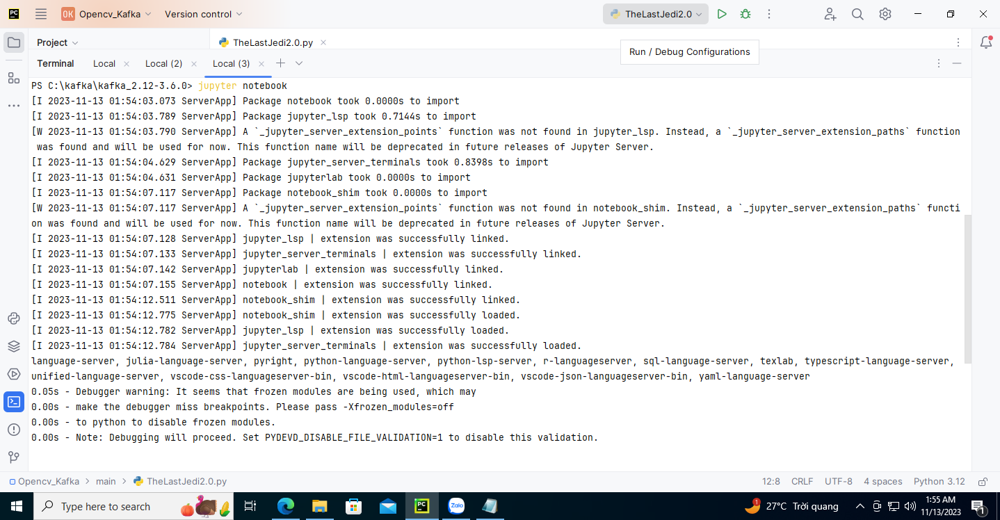 PC
OK Opencv_Kafka
Version control
TheLastJedi2.0
Project
TheLastJedi2.0.py
Run / Debug Configurations
Terminal
Local
Local (2)
Local (3)
PS C:\kafka\kafka_2.12-3.6.0> jupyter notebook
[I 2023-11-13 01:54:03.073 ServerApp] Package notebook took 0.0000s to import
[I 2023-11-13 01:54:03.789 ServerApp] Package jupyter_lsp took 0.7144s to import
[W 2023-11-13 01:54:03.790 ServerApp] A `_jupyter_server_extension_points` function was not found in jupyter_lsp. Instead, a `_jupyter_server_extension_paths` function
was found and will be used for now. This function name will be deprecated in future releases of Jupyter Server.
[I 2023-11-13 01:54:04.629 ServerApp] Package jupyter_server_terminals took 0.8398s to import
[I 2023-11-13 01:54:04.631 ServerApp] Package jupyterlab took 0.0000s to import
[I 2023-11-13 01:54:07.117 ServerApp] Package notebook_shim took 0.0000s to import
[W 2023-11-13 01:54:07.117 ServerApp] A `_jupyter_server_extension_points` function was not found in notebook_shim. Instead, a `_jupyter_server_extension_paths` functi
on was found and will be used for now. This function name will be deprecated in future releases of Jupyter Server.
[I 2023-11-13 01:54:07.128 ServerApp] jupyter_lsp | extension was successfully linked.
[I 2023-11-13 01:54:07.133 ServerApp] jupyter_server_terminals | extension was successfully linked.
[I 2023-11-13 01:54:07.142 ServerApp] jupyterlab | extension was successfully linked.
[I 2023-11-13 01:54:07.155 ServerApp] notebook | extension was successfully linked.
[I 2023-11-13 01:54:12.511 ServerApp] notebook_shim | extension was successfully linked.
[I 2023-11-13 01:54:12.775 ServerApp] notebook_shim | extension was successfully loaded.
[I 2023-11-13 01:54:12.782 ServerApp] jupyter_lsp | extension was successfully loaded.
[I 2023-11-13 01:54:12.784 ServerApp] jupyter_server_terminals | extension was successfully loaded.
language-server, julia-language-server, pyright, python-language-server, python-lsp-server, r-languageserver, sql-language-server, texlab, typescript-language-server,
unified-language-server, vscode-css-languageserver-bin, vscode-html-languageserver-bin, vscode-json-languageserver-bin, yaml-language-server
0.05s - Debugger warning: It seems that frozen modules are being used, which may
0.00s - make the debugger miss breakpoints. Please pass -Xfrozen_modules=off
0.00s - to python to disable frozen modules.
0.00s - Note: Debugging will proceed. Set PYDEVD_DISABLE_FILE_VALIDATION=1 to disable this validation.
Opencv_Kafka > main > TheLastJedi2.0.py
12:8 CRLF UTF-8 4 spaces Python 3.12
Type here to search
PC
Zalo
1
27°C Trời quang
1:55 AM
11/13/2023
1